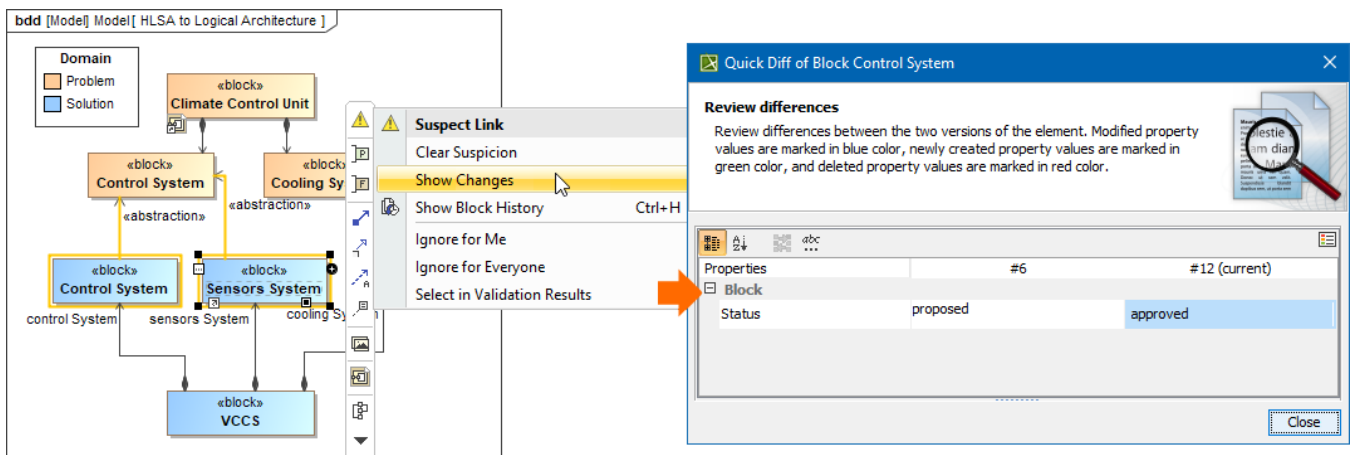 bdd [Model] Model[ HLSA to Logical Architecture ]
Domain
Problem
Solution
«block»
Climate Control Unit
«block»
Control System
«block»
Cooling Sy
«abstraction»
«abstraction»
«block»
Control System
«block»
Sensors System
control System
sensors System
cooling Sy
«block»
VCCS
P
F
A
Suspect Link
Clear Suspicion
Show Changes
Show Block History Ctrl+H
Ignore for Me
Ignore for Everyone
Select in Validation Results
Quick Diff of Block Control System
Review differences
Review differences between the two versions of the element. Modified property
values are marked in blue color, newly created property values are marked in
green color, and deleted property values are marked in red color.
Properties #6 #12 (current)
Block
Status proposed approved
Close